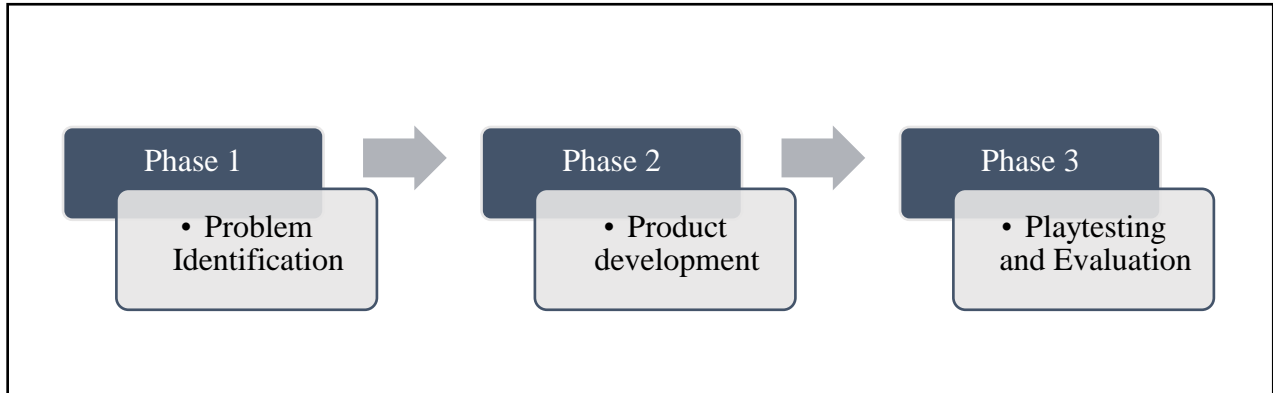 Phase 1
• Problem
Identification
Phase 2
• Product
development
Phase 3
• Playtesting
and Evaluation